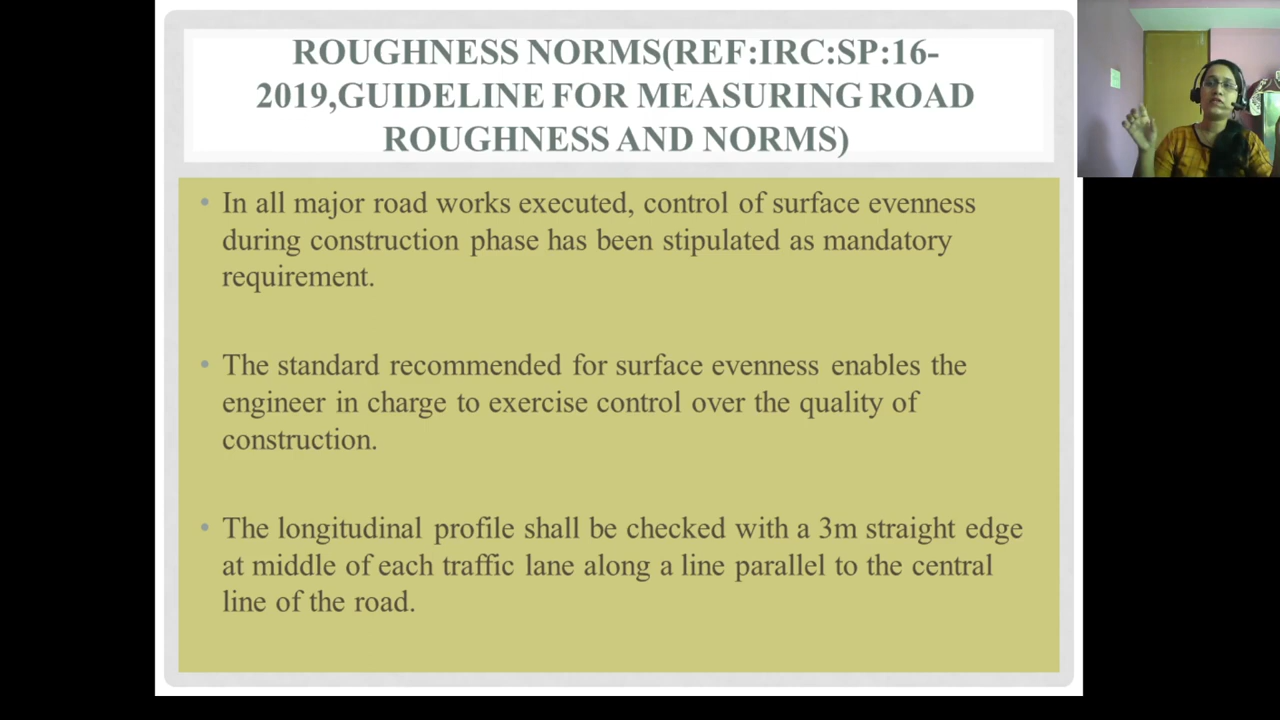 ROUGHNESS NORMS(REF:IRC:SP:16-
2019,GUIDELINE FOR MEASURING ROAD
ROUGHNESS AND NORMS)
• In all major road works executed, control of surface evenness
during construction phase has been stipulated as mandatory
requirement.
• The standard recommended for surface evenness enables the
engineer in charge to exercise control over the quality of
construction.
• The longitudinal profile shall be checked with a 3m straight edge
at middle of each traffic lane along a line parallel to the central
line of the road.